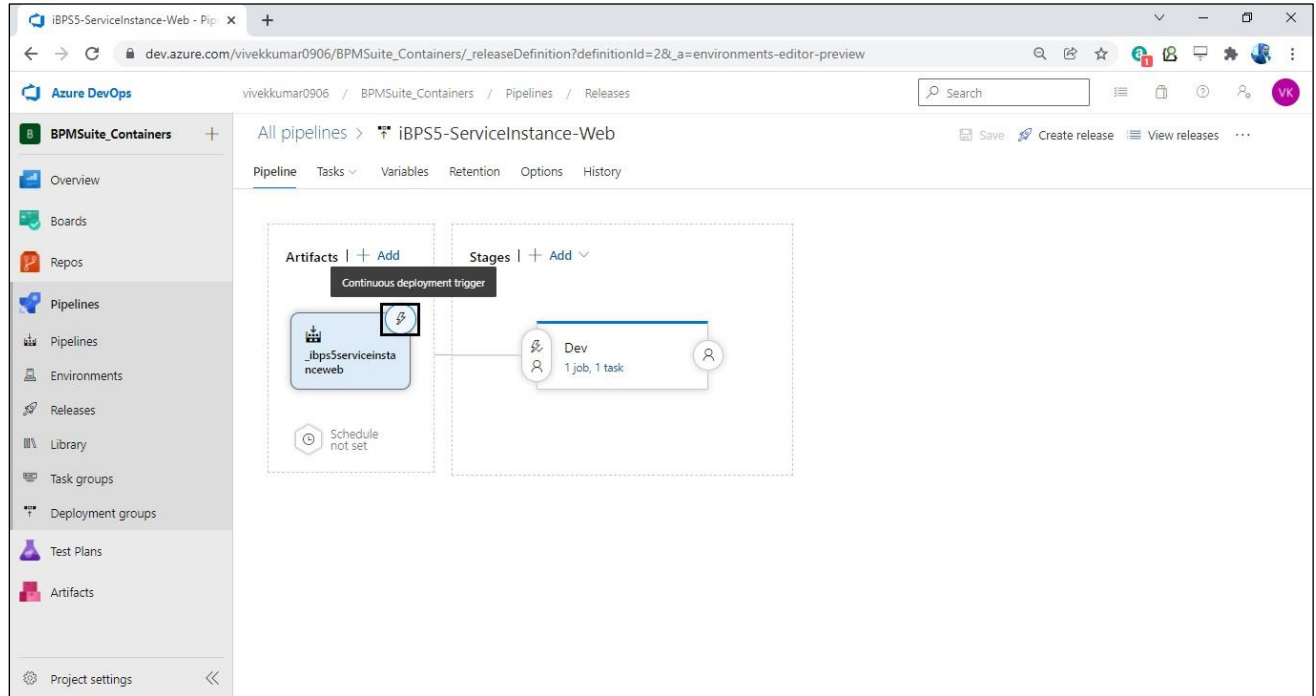 iBPS5-ServiceInstance-Web - Pip
dev.azure.com/vivekkumar0906/BPMSuite_Containers/_releaseDefinition?definitionId=2&_a=environments-editor-preview
1
Azure DevOps
vivekkumar0906 / BPMSuite_Containers / Pipelines / Releases
Search
VK
B BPMSuite_Containers
All pipelines > iBPS5-ServiceInstance-Web
Save Create release View releases ...
Pipeline Tasks Variables Retention Options History
Overview
Boards
Repos
Pipelines
Pipelines
Environments
Releases
Library
Task groups
Deployment groups
Test Plans
Artifacts
Project settings
Artifacts | + Add
Stages | + Add
Continuous deployment trigger
_ibps5serviceinsta
nceweb
Dev
1 job, 1 task
Schedule
not set